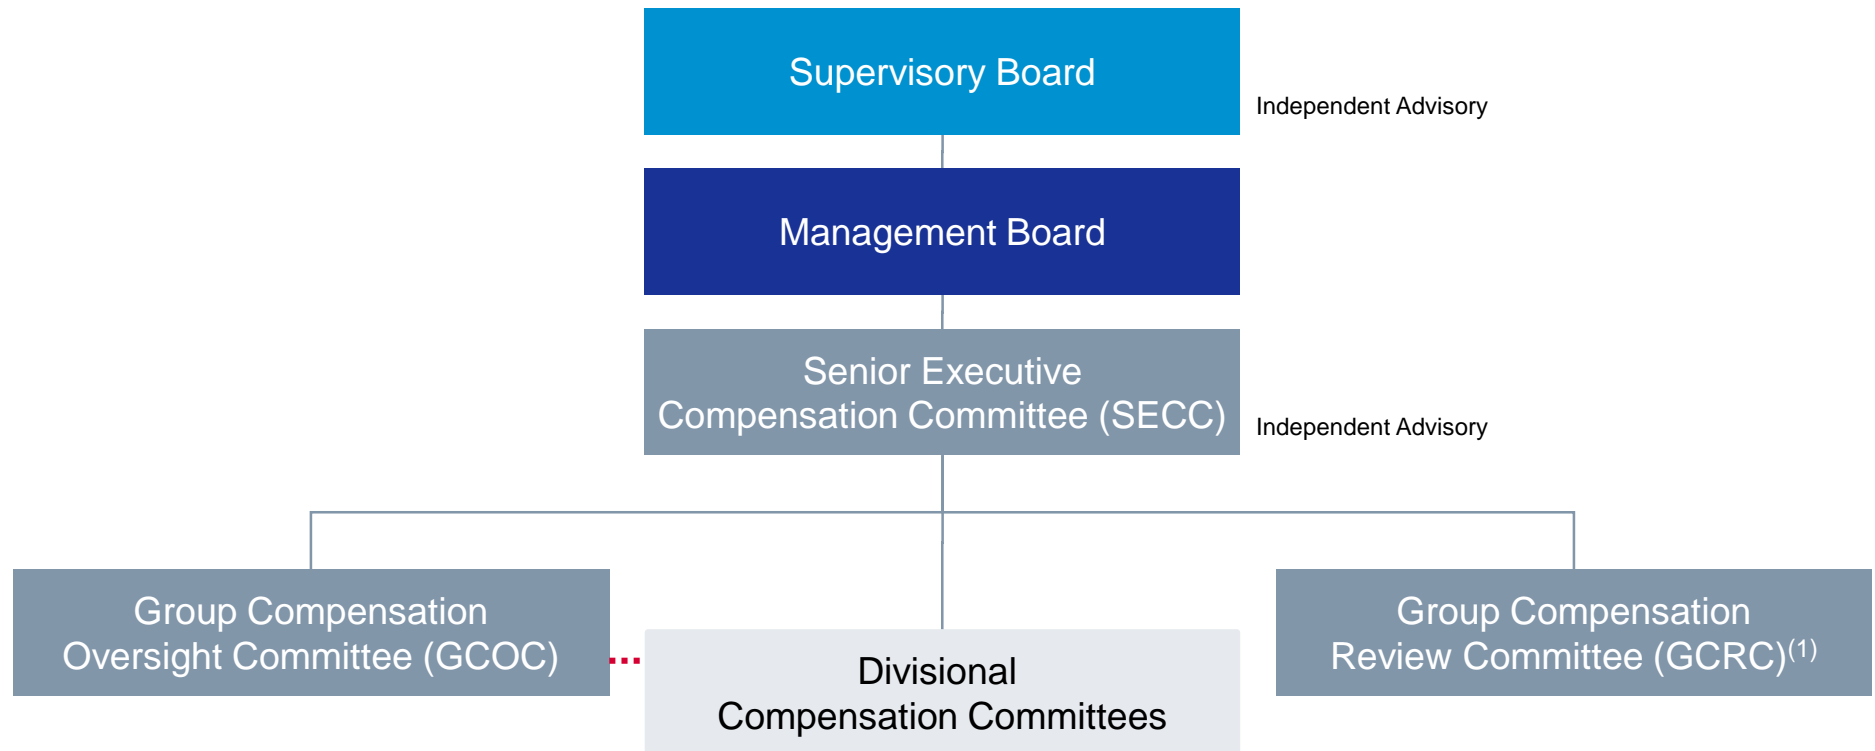 Supervisory Board
Independent Advisory
Management Board
Senior Executive
Compensation Committee (SECC)
Independent Advisory
Group Compensation
Oversight Committee (GCOC)
Divisional
Compensation Committees
Group Compensation
Review Committee (GCRC)(1)